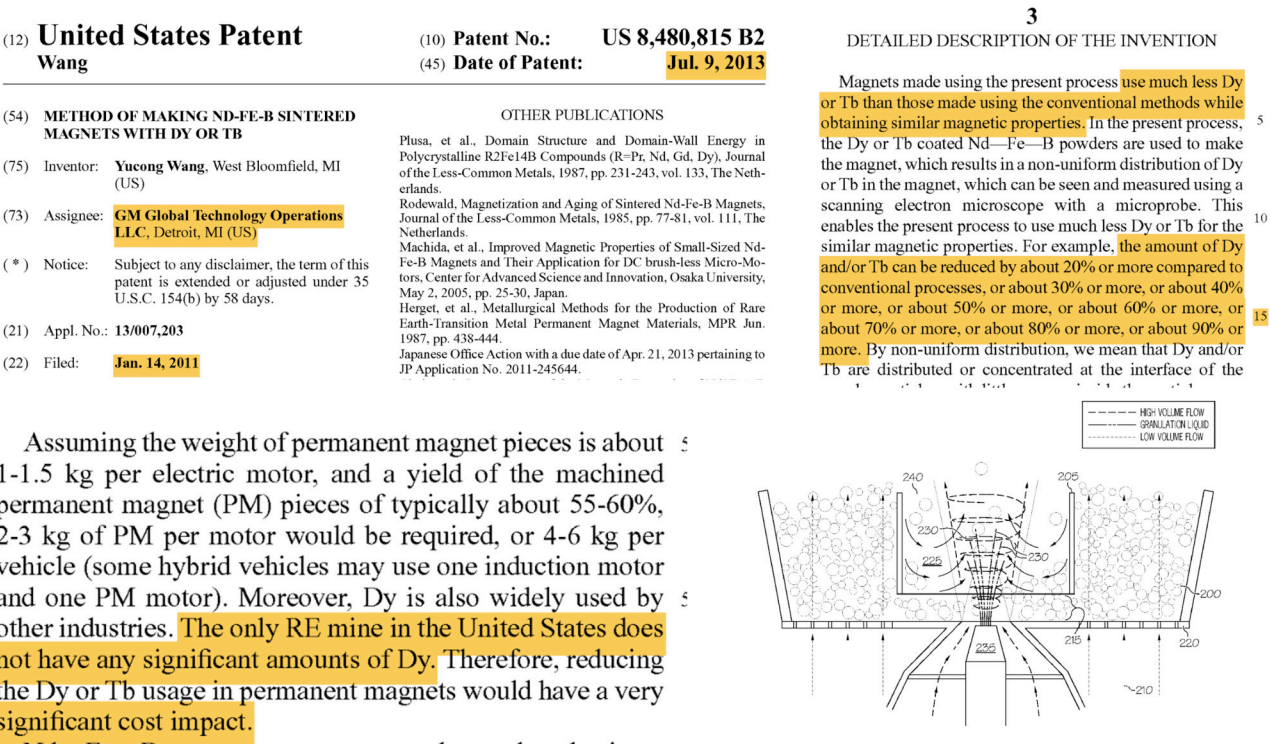 (12) United States Patent
Wang
(10) Patent No.: US 8,480,815 B2
(45) Date of Patent: Jul. 9, 2013
(54) METHOD OF MAKING ND-FE-B SINTERED
MAGNETS WITH DY OR TB
(75) Inventor: Yucong Wang, West Bloomfield, MI
(US)
(73) Assignee: GM Global Technology Operations
LLC, Detroit, MI (US)
( * ) Notice: Subject to any disclaimer, the term of this
patent is extended or adjusted under 35
U.S.C. 154(b) by 58 days.
(21) Appl. No.: 13/007,203
(22) Filed: Jan. 14, 2011
OTHER PUBLICATIONS
Plusa, et al., Domain Structure and Domain-Wall Energy in
Polycrystalline R2Fe14B Compounds (R=Pr, Nd, Gd, Dy), Journal
of the Less-Common Metals, 1987, pp. 231-243, vol. 133, The Neth-
erlands.
Rodewald, Magnetization and Aging of Sintered Nd-Fe-B Magnets,
Journal of the Less-Common Metals, 1985, pp. 77-81, vol. 111, The
Netherlands.
Machida, et al., Improved Magnetic Properties of Small-Sized Nd-
Fe-B Magnets and Their Application for DC brush-less Micro-Mo-
tors, Center for Advanced Science and Innovation, Osaka University,
May 2, 2005, pp. 25-30, Japan.
Herget, et al., Metallurgical Methods for the Production of Rare
Earth-Transition Metal Permanent Magnet Materials, MPR Jun.
1987, pp. 438-444.
Japanese Office Action with a due date of Apr. 21, 2013 pertaining to
JP Application No. 2011-245644.
3
DETAILED DESCRIPTION OF THE INVENTION
Magnets made using the present process use much less Dy
or Tb than those made using the conventional methods while
obtaining similar magnetic properties. In the present process, 5
the Dy or Tb coated Nd—Fe—B powders are used to make
the magnet, which results in a non-uniform distribution of Dy
or Tb in the magnet, which can be seen and measured using a
scanning electron microscope with a microprobe. This
enables the present process to use much less Dy or Tb for the 10
similar magnetic properties. For example, the amount of Dy
and/or Tb can be reduced by about 20% or more compared to
conventional processes, or about 30% or more, or about 40%
or more, or about 50% or more, or about 60% or more, or
about 70% or more, or about 80% or more, or about 90% or 15
more. By non-uniform distribution, we mean that Dy and/or
Tb are distributed or concentrated at the interface of the
Assuming the weight of permanent magnet pieces is about
1-1.5 kg per electric motor, and a yield of the machined
permanent magnet (PM) pieces of typically about 55-60%,
2-3 kg of PM per motor would be required, or 4-6 kg per
vehicle (some hybrid vehicles may use one induction motor
and one PM motor). Moreover, Dy is also widely used by
other industries. The only RE mine in the United States does
not have any significant amounts of Dy. Therefore, reducing
the Dy or Tb usage in permanent magnets would have a very
significant cost impact.
HIGH VOLUME FLOW
GRANULATION LIQUID
LOW VOLUME FLOW
240
205
230
230
225
200
215
220
235
210